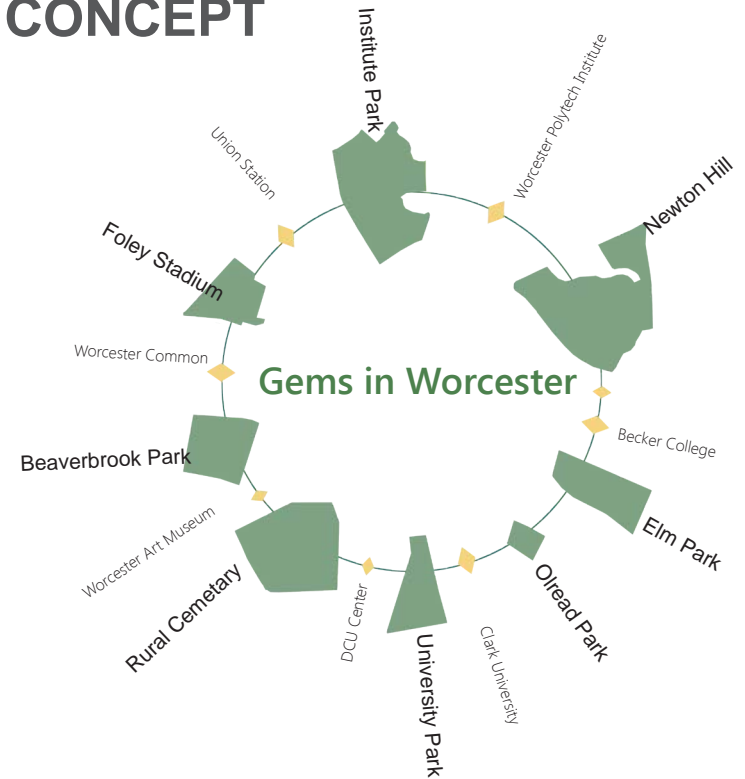 CONCEPT
Institute Park
Worcester Polytech Institute
Union Station
Newton Hill
Foley Stadium
Worcester Common
Gems in Worcester
Becker College
Beaverbrook Park
Elm Park
Worcester Art Museum
Olread Park
Rural Cemetary
DCU Center
Clark University
University Park